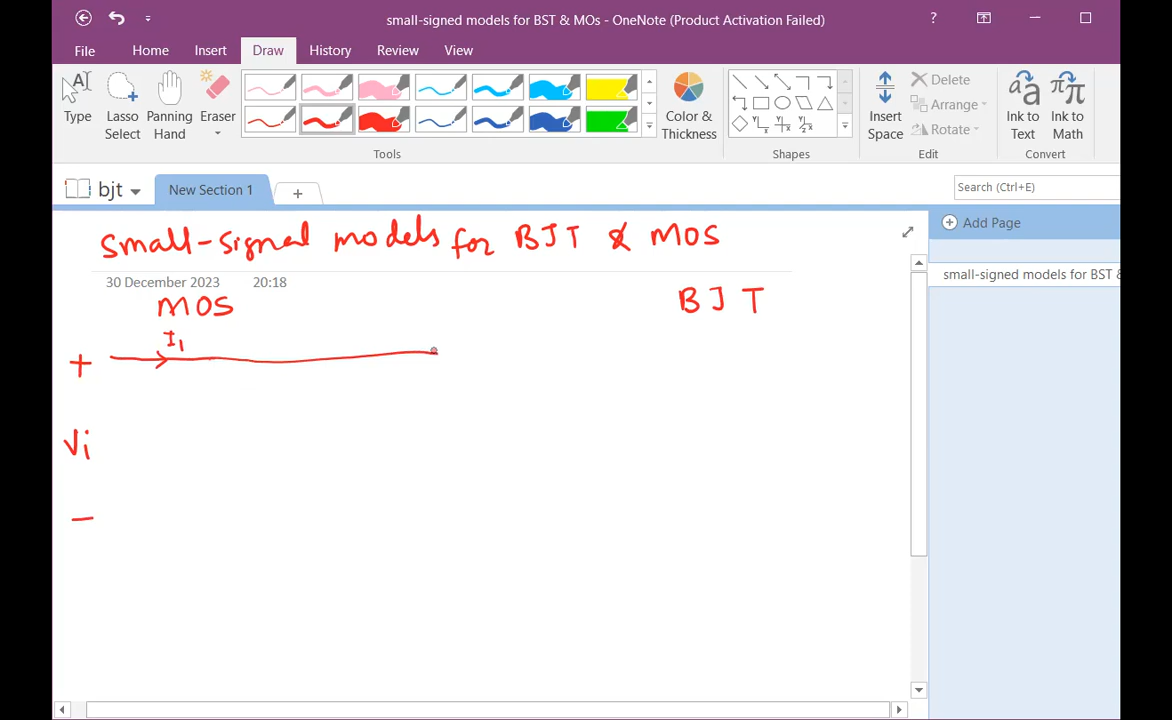 small-signed models for BST & MOs - OneNote (Product Activation Failed)
?
File Home Insert Draw History Review View
Type
Lasso Select
Panning Hand
Eraser
Color & Thickness
Insert Space
Delete
Arrange
Rotate
Ink to Text
Ink to Math
Tools
Shapes
Edit
Convert
bjt
New Section 1
+
Search (Ctrl+E)
Add Page
small-signed models for BST &
small-signed models for BJT & MOS
30 December 2023 20:18
MOS
BJT
I1
+
Vi
-